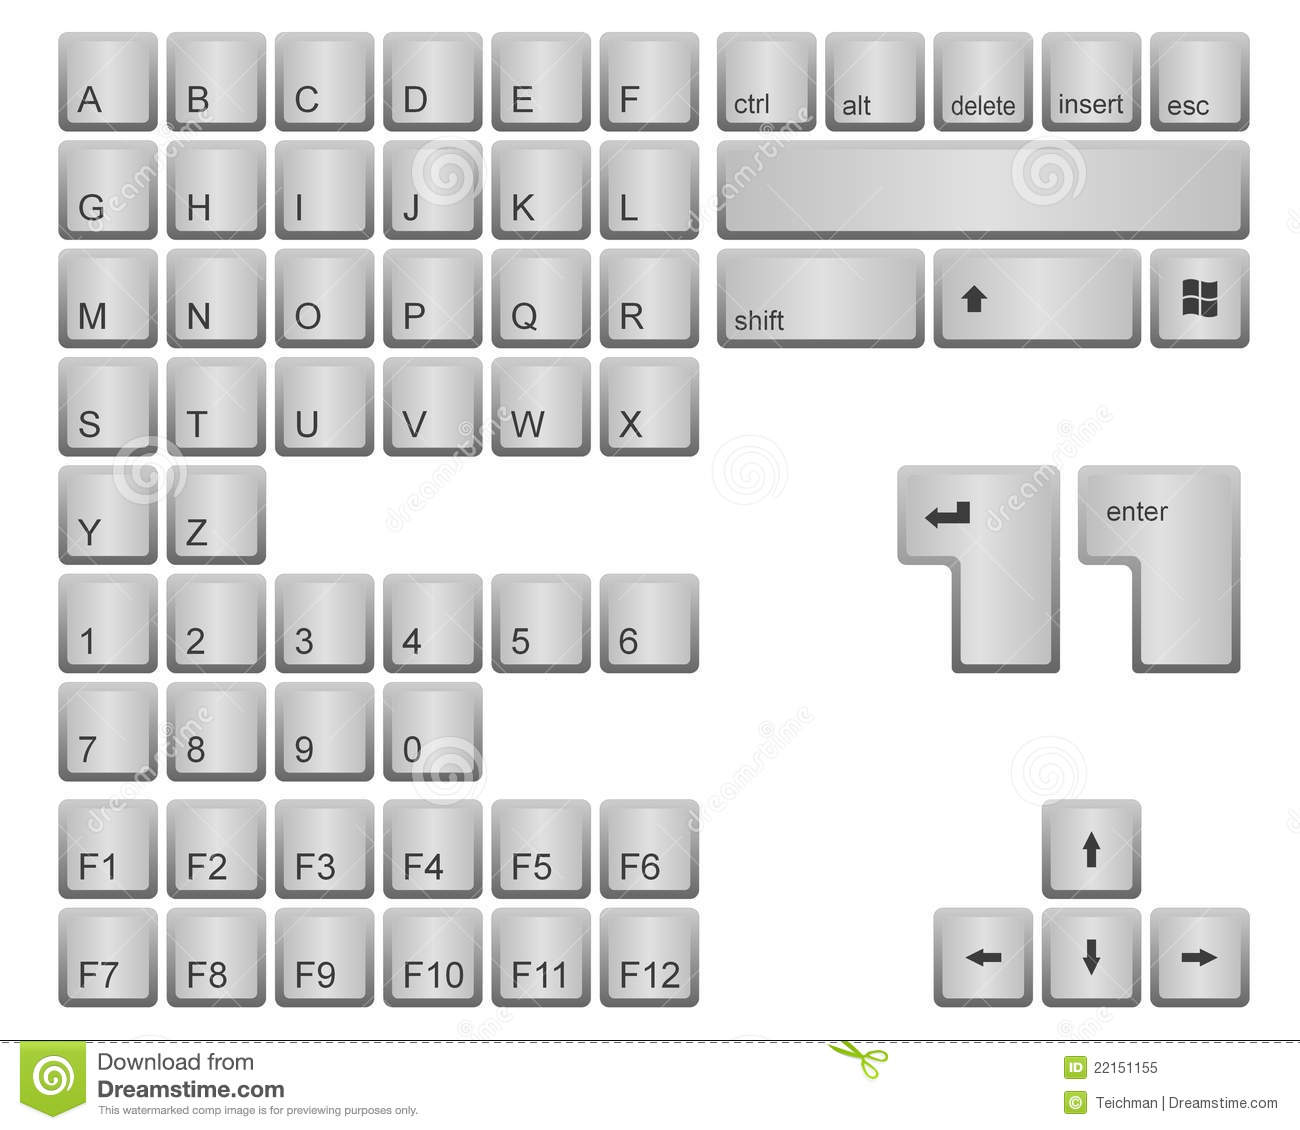 A B C D E F ctrl alt delete insert esc
G H I J K L
M N O P Q R shift
S T U V W X
Y Z enter
1 2 3 4 5 6
7 8 9 0
F1 F2 F3 F4 F5 F6
F7 F8 F9 F10 F11 F12
Download from
Dreamstime.com
This watermarked comp image is for previewing purposes only.
ID 22151155
© Teichman | Dreamstime.com